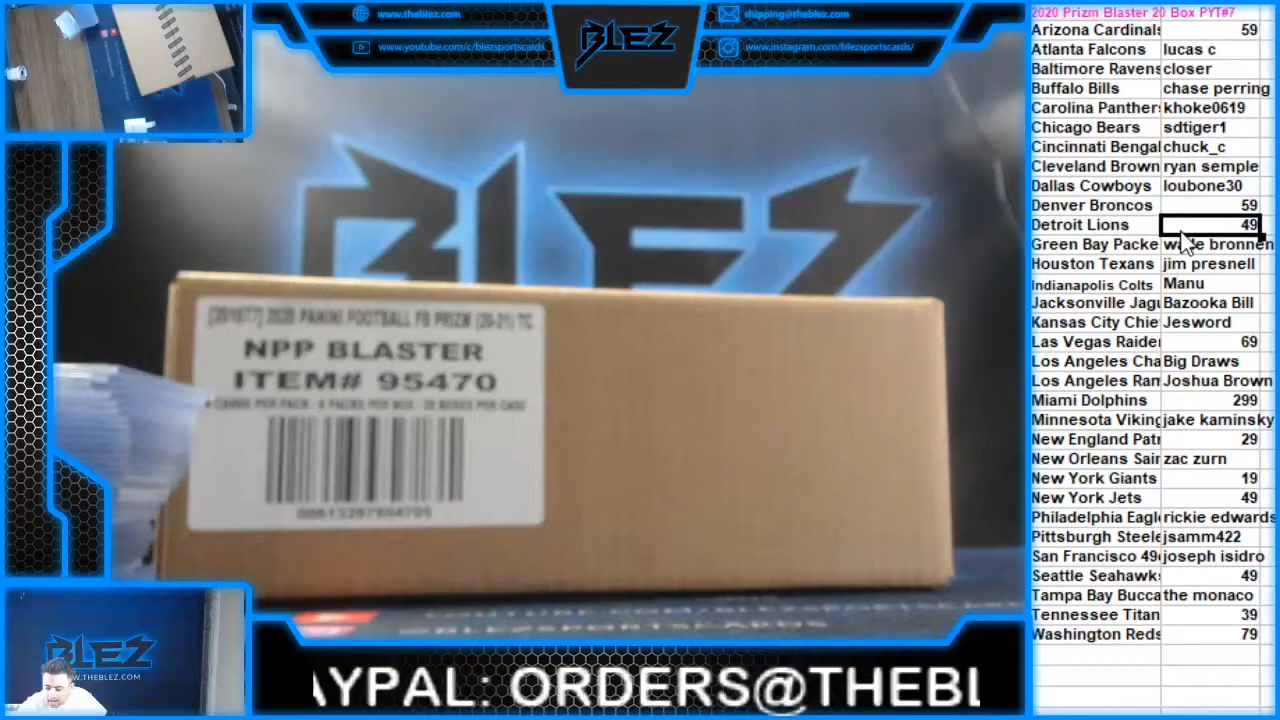 www.theblez.com
shipping@theblez.com
www.youtube.com/c/blezsportscards
BLEZ
www.instagram.com/blezsportscards/
2020 Prizm Blaster 20 Box PYT#7
Arizona Cardinals 59
Atlanta Falcons lucas c
Baltimore Ravens closer
Buffalo Bills chase perring
Carolina Panthers khoke0619
Chicago Bears sdtiger1
Cincinnati Bengal chuck_c
Cleveland Brown ryan semple
Dallas Cowboys loubone30
Denver Broncos 59
Detroit Lions 49
Green Bay Packe bronnen
Houston Texans jim presnell
Indianapolis Colts Manu
Jacksonville Jagu Bazooka Bill
Kansas City Chie Jesword
Las Vegas Raider 69
Los Angeles Cha Big Draws
Los Angeles Ram Joshua Brown
Miami Dolphins 299
Minnesota Viking jake kaminsky
New England Patr 29
New Orleans Sain zac zurn
New York Giants 19
New York Jets 49
Philadelphia Eagl rickie edwards
Pittsburgh Steele jsamm422
San Francisco 49 joseph isidro
Seattle Seahawks 49
Tampa Bay Bucca the monaco
Tennessee Titan 39
Washington Reds 79
BLEZ
2020 PANINI FOOTBALL FB PRIZM (20-21) TC
NPP BLASTER
ITEM# 95470
BLEZ
WWW.THEBLEZ.COM
AYPAL: ORDERS@THEBL